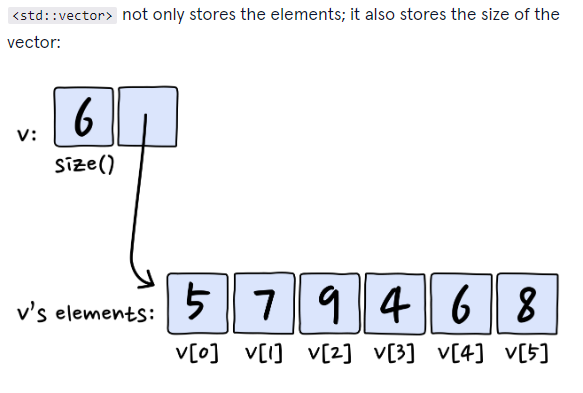 <std::vector> not only stores the elements; it also stores the size of the
vector:
v: 6
size()
v's elements: 5 7 9 4 6 8
v[0] v[1] v[2] v[3] v[4] v[5]